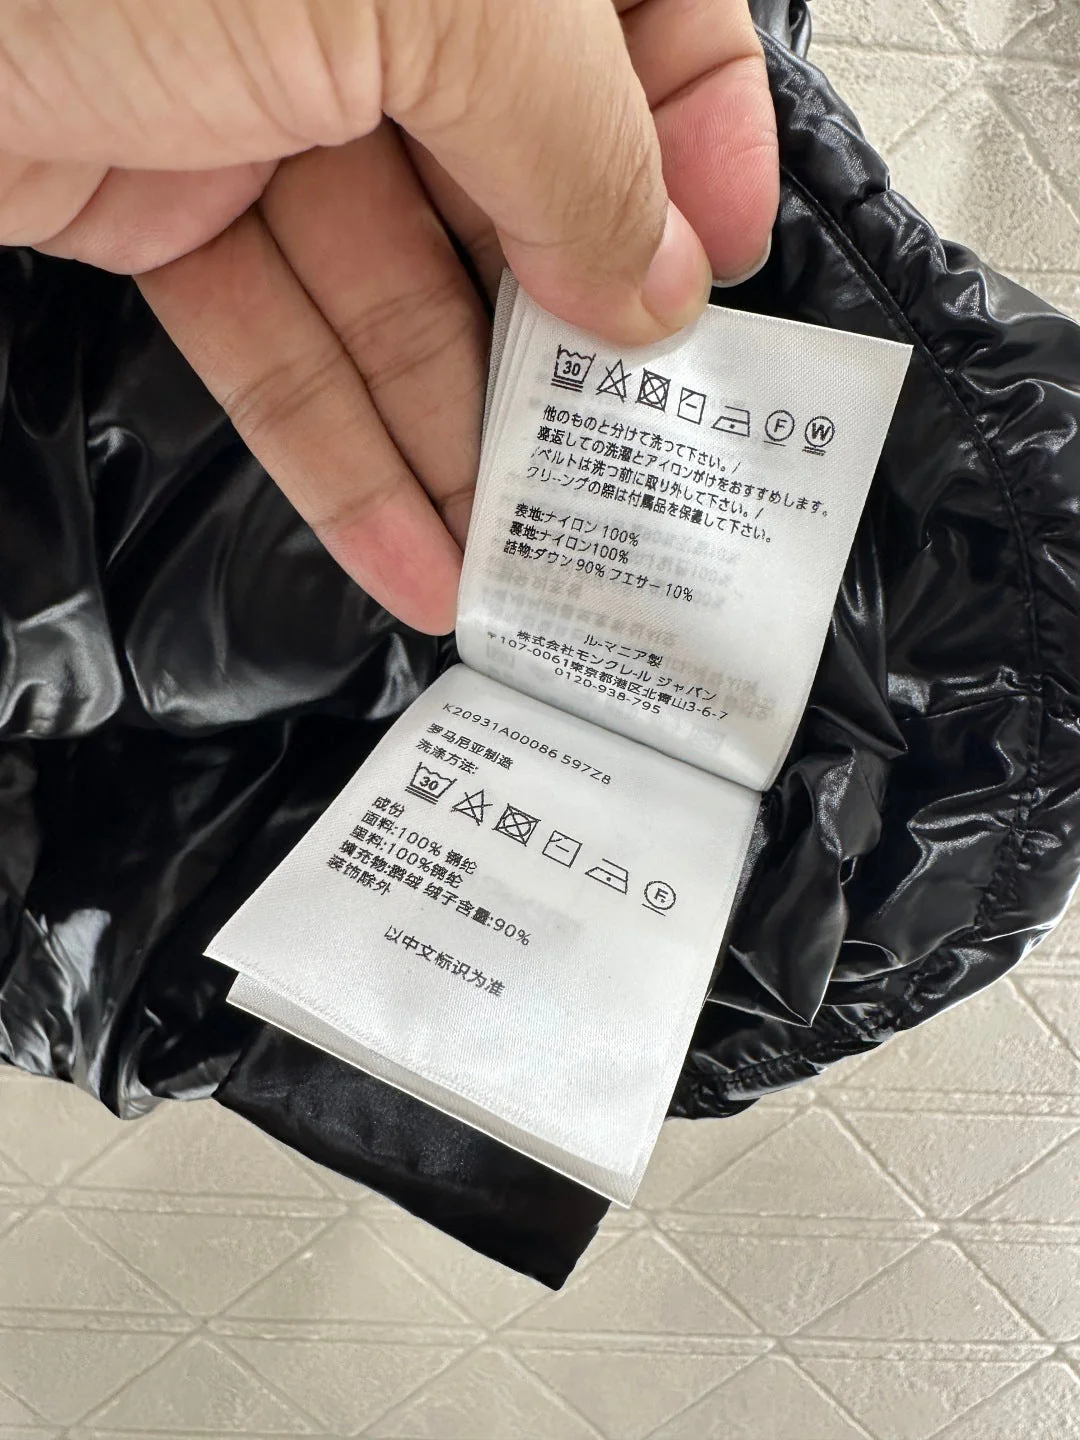 30 F W
他のものと分けて洗つて下さい。/
裏返しての洗濯とアイロンがけをおすすめします。
/ベルトは洗つ前に取り外して下さい。/
クリーングの際は付属品を保護して下さい。
表地:ナイロン 100%
裏地:ナイロン100%
詰物:ダウン 90% フエサー 10%
ルーマニア製
株式会社モンクレール ジャパン
〒107-0061東京都港区北青山3-6-7
0120-938-795
K20931A00086 597Z8
罗马尼亚制造
洗涤方法:
30 F
成份
面料:100% 锦纶
里料:100%锦纶
填充物:鹅绒 绒子含量:90%
装饰除外
以中文标识为准